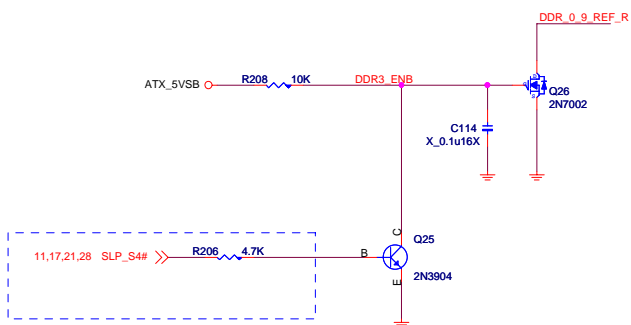 DDR_0_9_REF_R
ATX_5VSB
R208 10K
DDR3_ENB
Q26
2N7002
C114
X_0.1u16X
C
Q25
11,17,21,28 SLP_S4#
R206 4.7K
B
2N3904
E